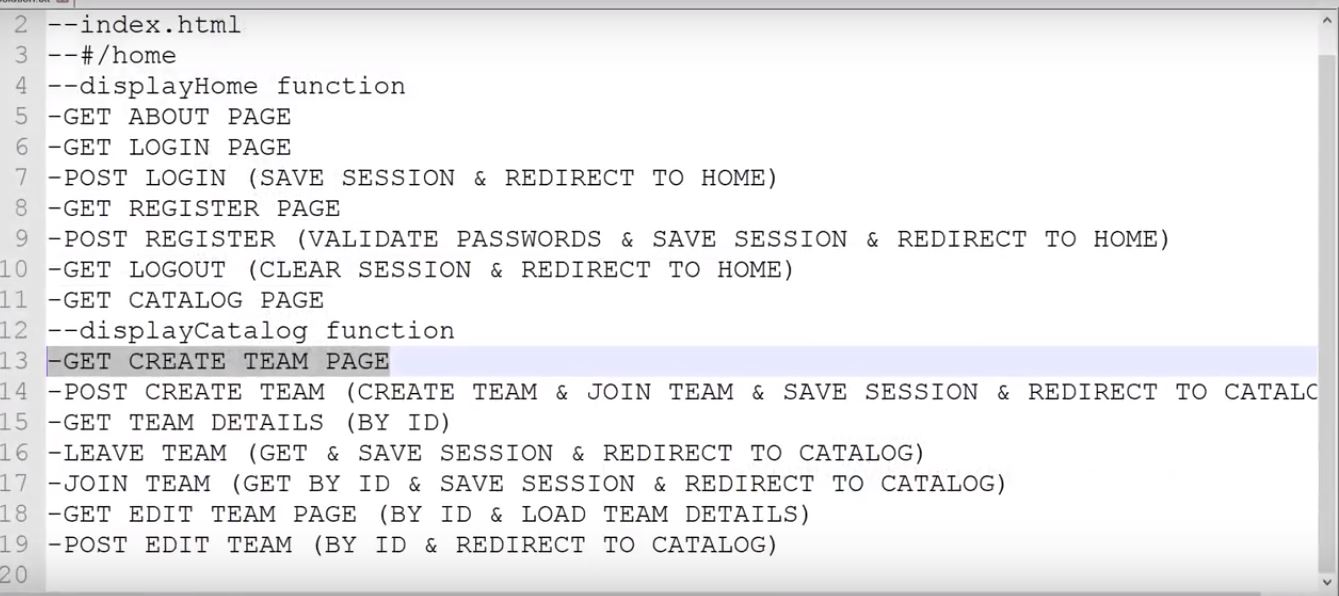 2 --index.html
3 --#/home
4 --displayHome function
5 -GET ABOUT PAGE
6 -GET LOGIN PAGE
7 -POST LOGIN (SAVE SESSION & REDIRECT TO HOME)
8 -GET REGISTER PAGE
9 -POST REGISTER (VALIDATE PASSWORDS & SAVE SESSION & REDIRECT TO HOME)
10 -GET LOGOUT (CLEAR SESSION & REDIRECT TO HOME)
11 -GET CATALOG PAGE
12 --displayCatalog function
13 -GET CREATE TEAM PAGE
14 -POST CREATE TEAM (CREATE TEAM & JOIN TEAM & SAVE SESSION & REDIRECT TO CATALO
15 -GET TEAM DETAILS (BY ID)
16 -LEAVE TEAM (GET & SAVE SESSION & REDIRECT TO CATALOG)
17 -JOIN TEAM (GET BY ID & SAVE SESSION & REDIRECT TO CATALOG)
18 -GET EDIT TEAM PAGE (BY ID & LOAD TEAM DETAILS)
19 -POST EDIT TEAM (BY ID & REDIRECT TO CATALOG)
20